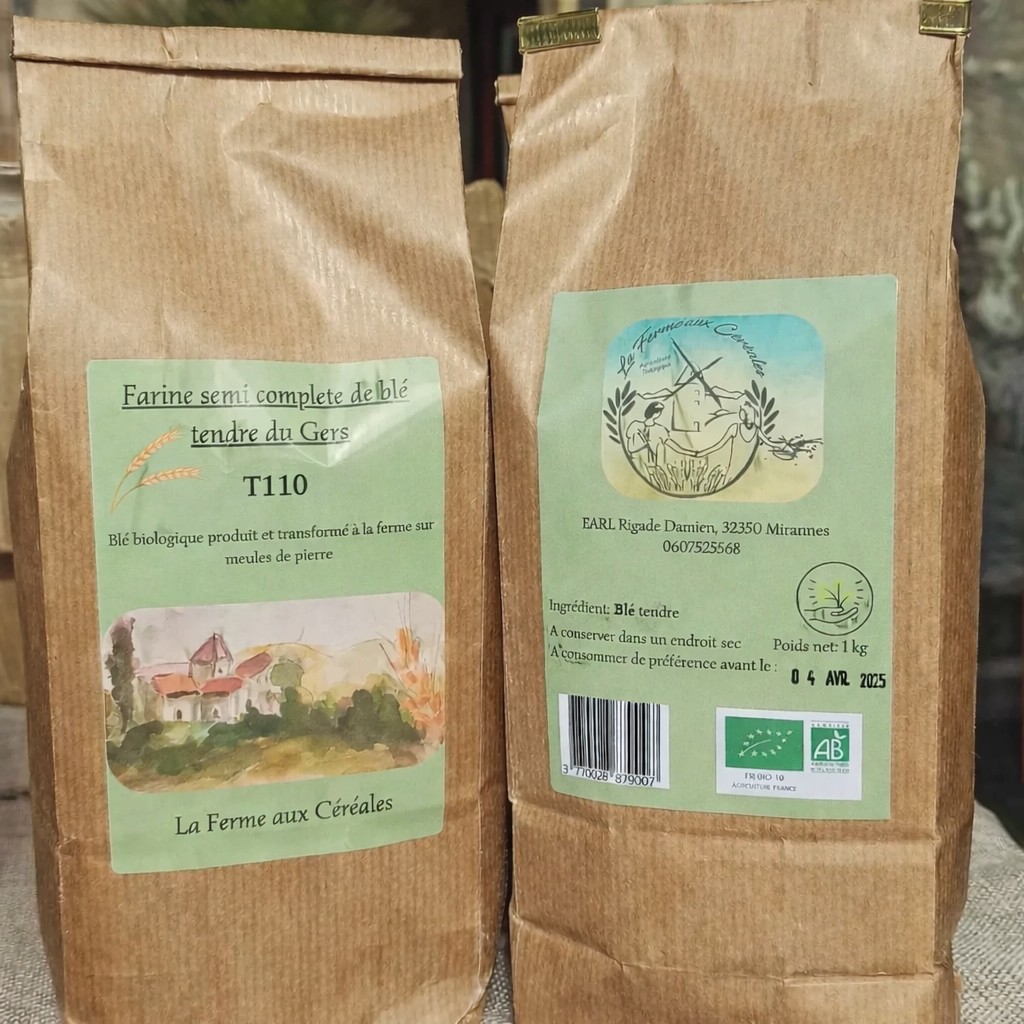 Farine semi complete de blé
tendre du Gers
T110
Blé biologique produit et transformé à la ferme sur
meules de pierre
La Ferme aux Céréales
La Ferme aux Céréales
EARL Rigade Damien, 32350 Mirannes
0607525568
Ingrédient: Blé tendre
A conserver dans un endroit sec
Poids net: 1 kg
A consommer de préférence avant le :
04 AVR 2025
3 770028 879007
AB
FR BIO 10
AGRICULTURE FRANCE